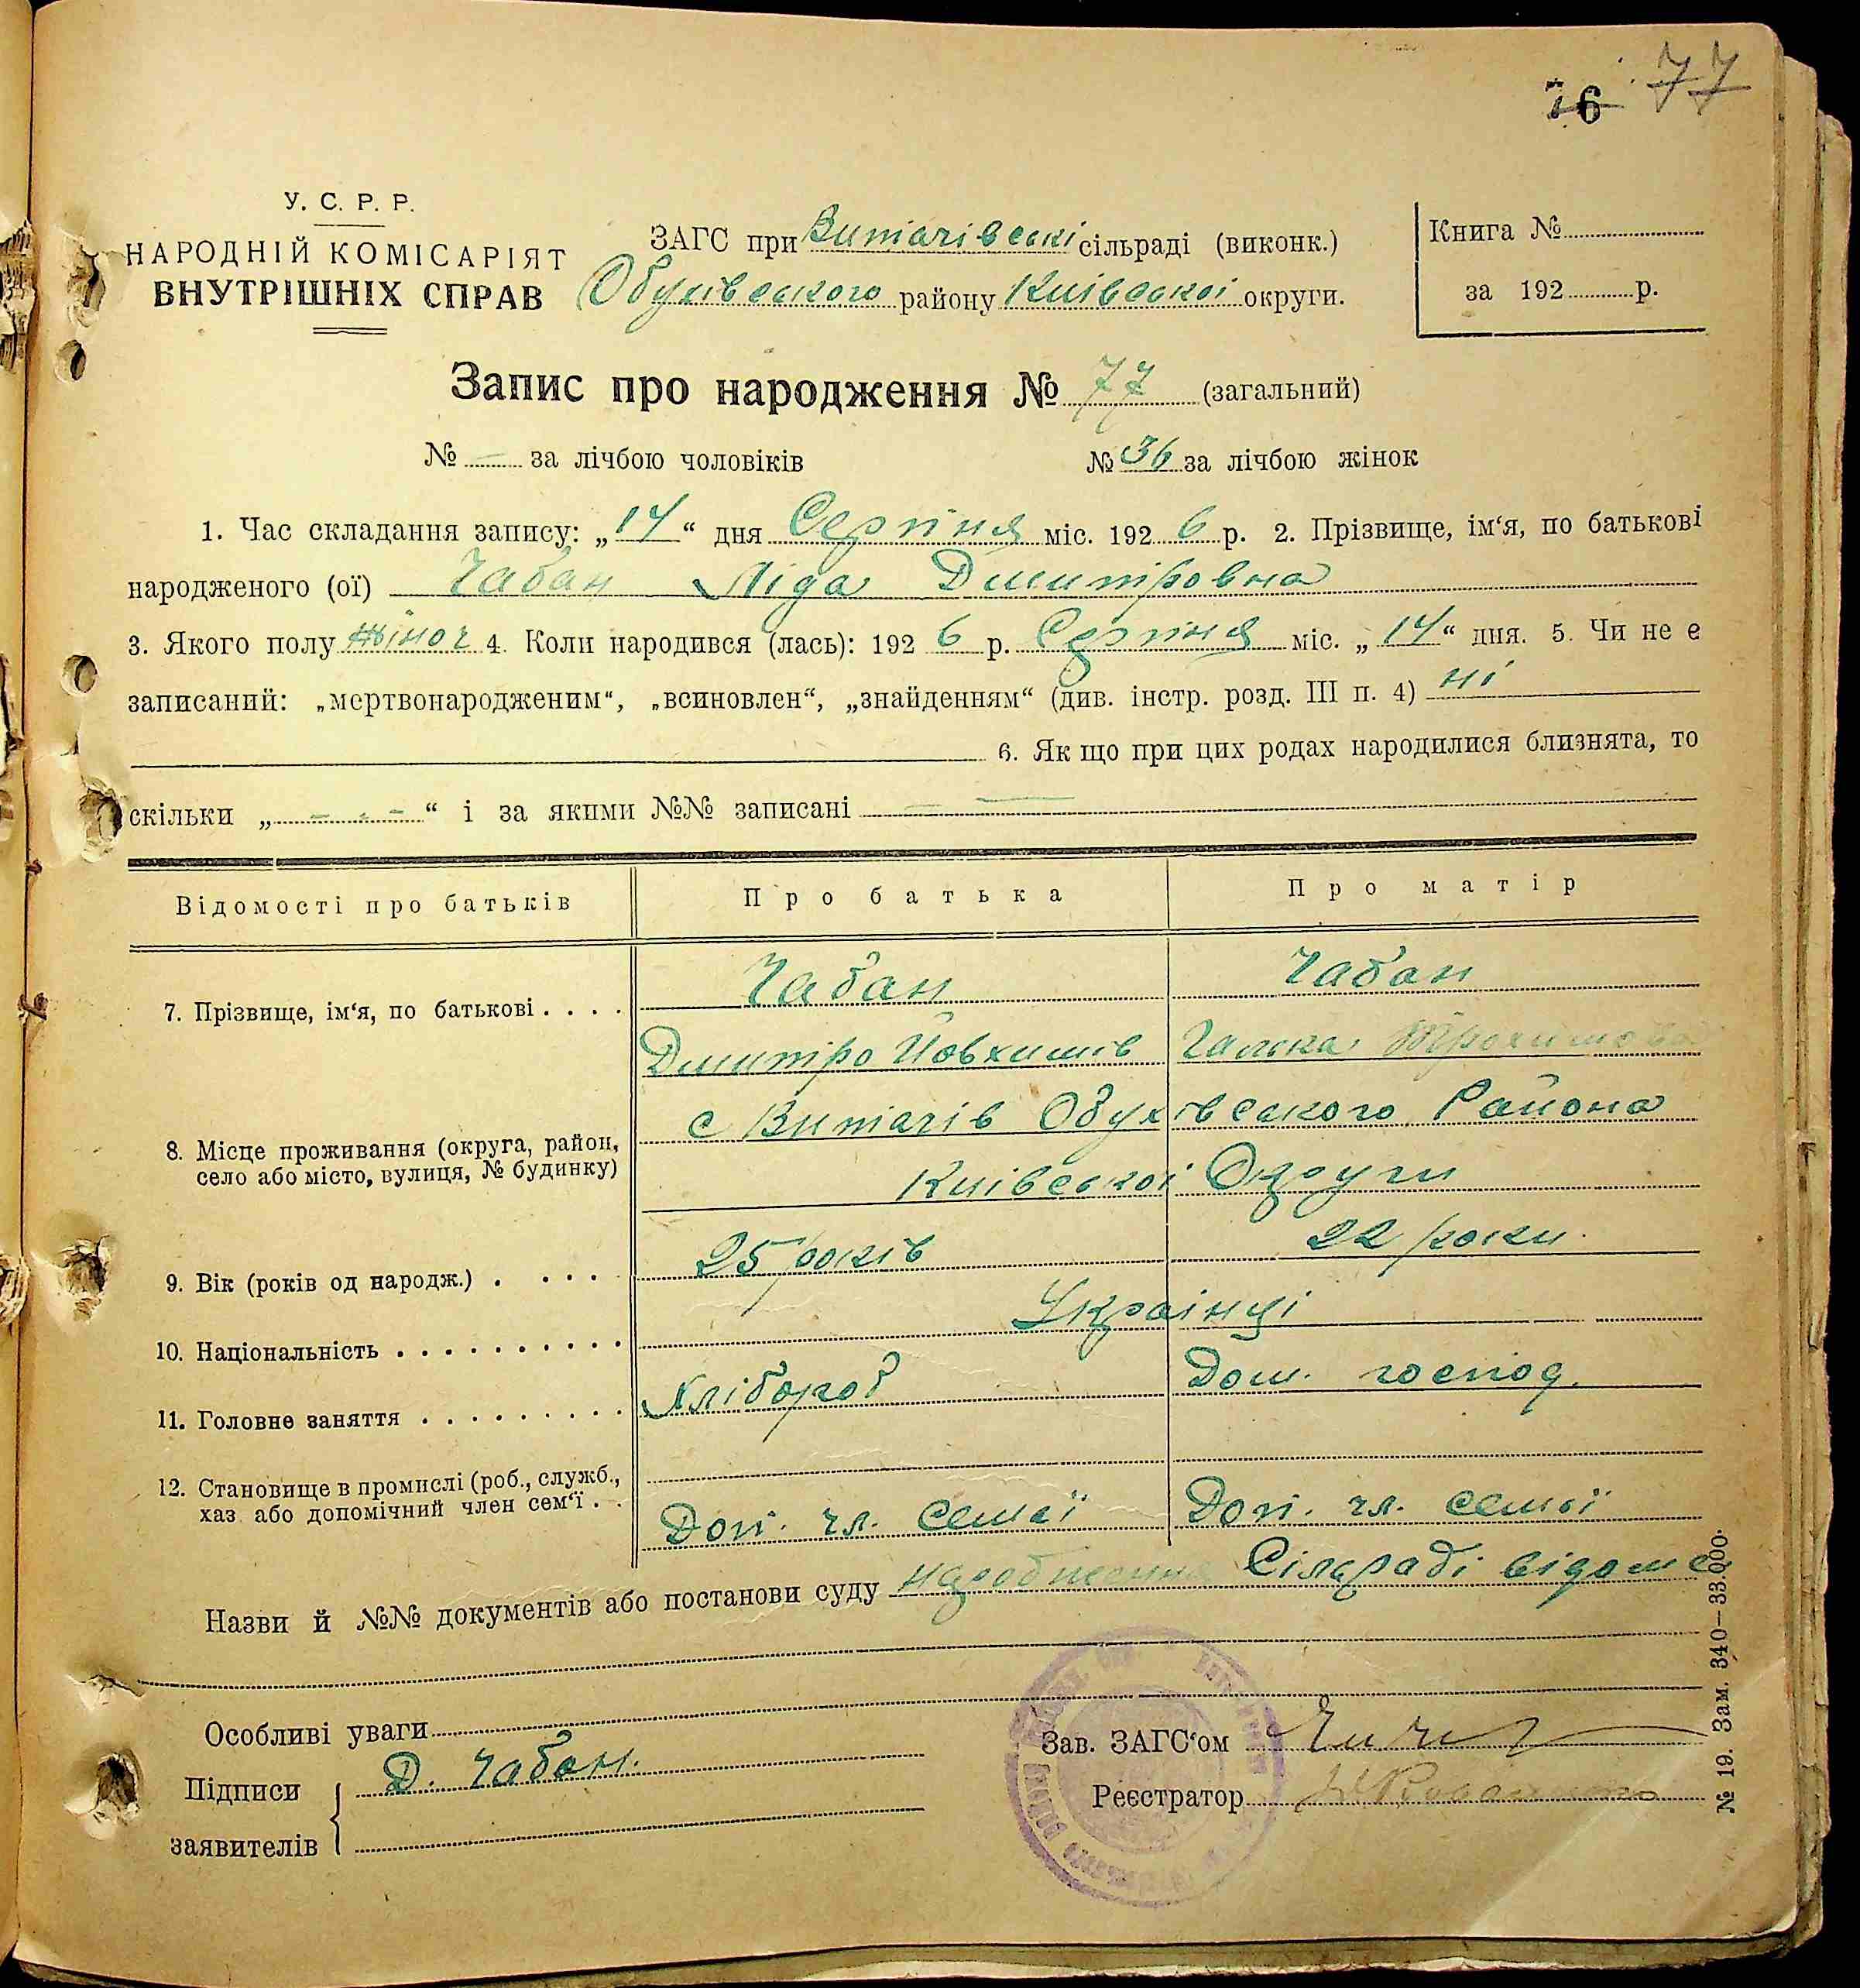 76 77
У. С. Р. Р.
НАРОДНІЙ КОМІСАРІЯТ
ВНУТРІШНІХ СПРАВ
ЗАГС при Витачівські сільраді (виконк.)
Обухівського району Київської округи.
Книга №
за 192 р.
Запис про народження № 77 (загальний)
№ — за лічбою чоловіків № 36 за лічбою жінок
1. Час складання запису: „14“ дня Серпня міс. 1926 р. 2. Прізвище, ім‘я, по батькові
народженого (ої) Чабан Ліда Дмитровна
3. Якого полу жіноч 4. Коли народився (лась): 1926 р. Серпня міс. „14“ дня. 5. Чи не е
записаний: „мертвонародженим“, „всиновлен“, „знайденням“ (див. інстр. розд. III п. 4) ні
6. Як що при цих родах народилися близнята, то
скільки „- . -“ і за якими №№ записані — —
Відомості про батьків Про батька Про матір
7. Прізвище, ім‘я, по батькові . . . . Чабан Чабан
Дмитро Йовхимів Галька Трохимова
8. Місце проживання (округа, район, село або місто, вулиця, № будинку) с Витачів Обухівського Района
Київської Округи
9. Вік (років од народж.) . . . . 25 років 22 роки.
10. Національність . . . . . . . . . . Українці
11. Головне заняття . . . . . . . . . Хлібороб Дом. господ.
12. Становище в промислі (роб., служб.,
хаз. або допомічний член сем‘ї . . Доп. чл. семьї Доп. чл. семьї
Назви й №№ документів або постанови суду Сільраді відоме
Особливі уваги
Підписи Д. Чабан.
заявителів
Зав. ЗАГС‘ом
Реєстратор
№ 19. Зам. 340—33.000.